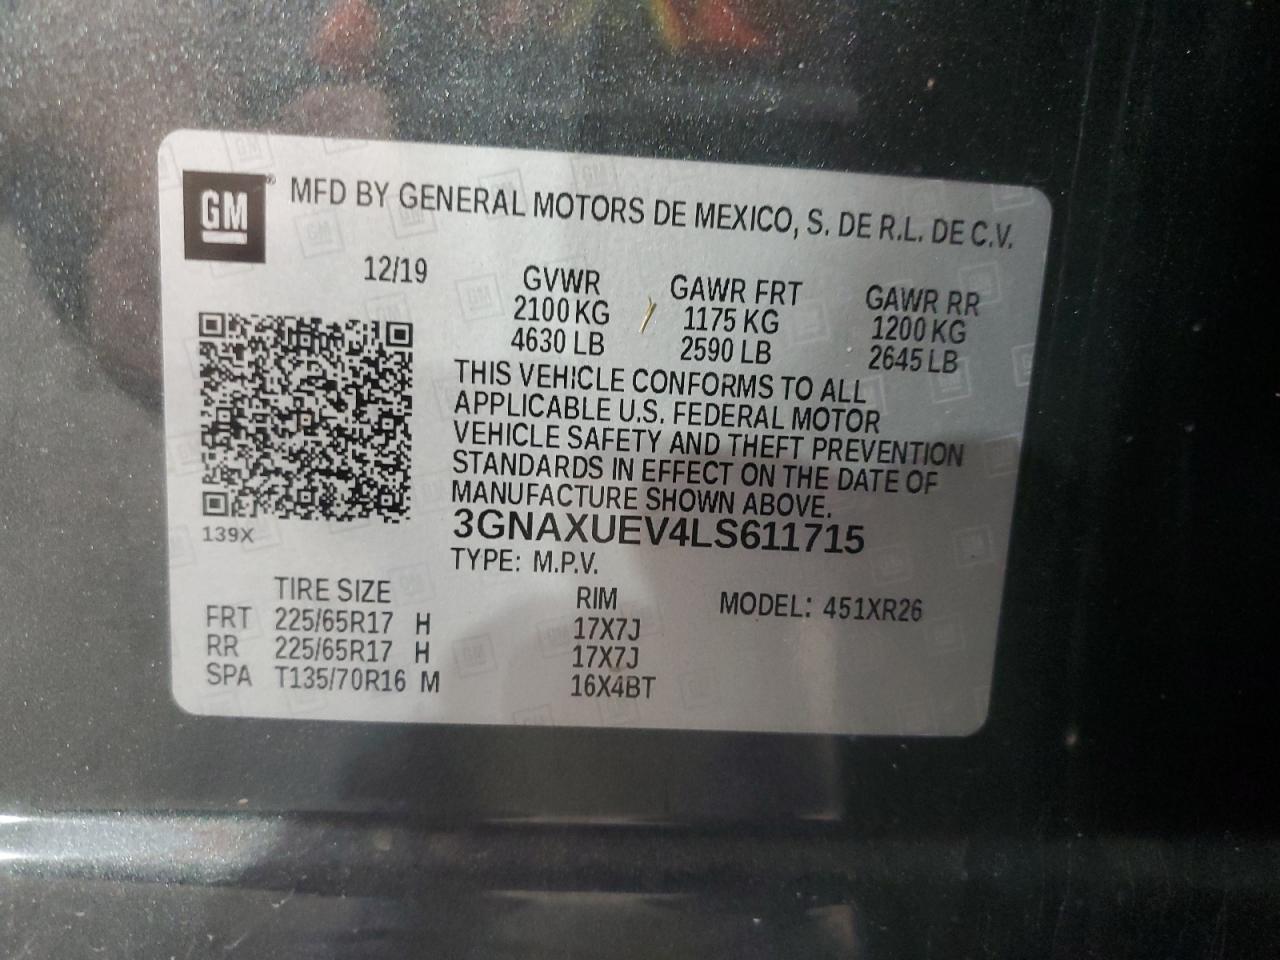 GM ® MFD BY GENERAL MOTORS DE MEXICO, S. DE R.L. DE C.V.
12/19
GVWR GAWR FRT GAWR RR
2100 KG 1175 KG 1200 KG
4630 LB 2590 LB 2645 LB
THIS VEHICLE CONFORMS TO ALL
APPLICABLE U.S. FEDERAL MOTOR
VEHICLE SAFETY AND THEFT PREVENTION
STANDARDS IN EFFECT ON THE DATE OF
MANUFACTURE SHOWN ABOVE.
139X
3GNAXUEV4LS611715
TYPE: M.P.V.
TIRE SIZE RIM MODEL: 451XR26
FRT 225/65R17 H 17X7J
RR 225/65R17 H 17X7J
SPA T135/70R16 M 16X4BT